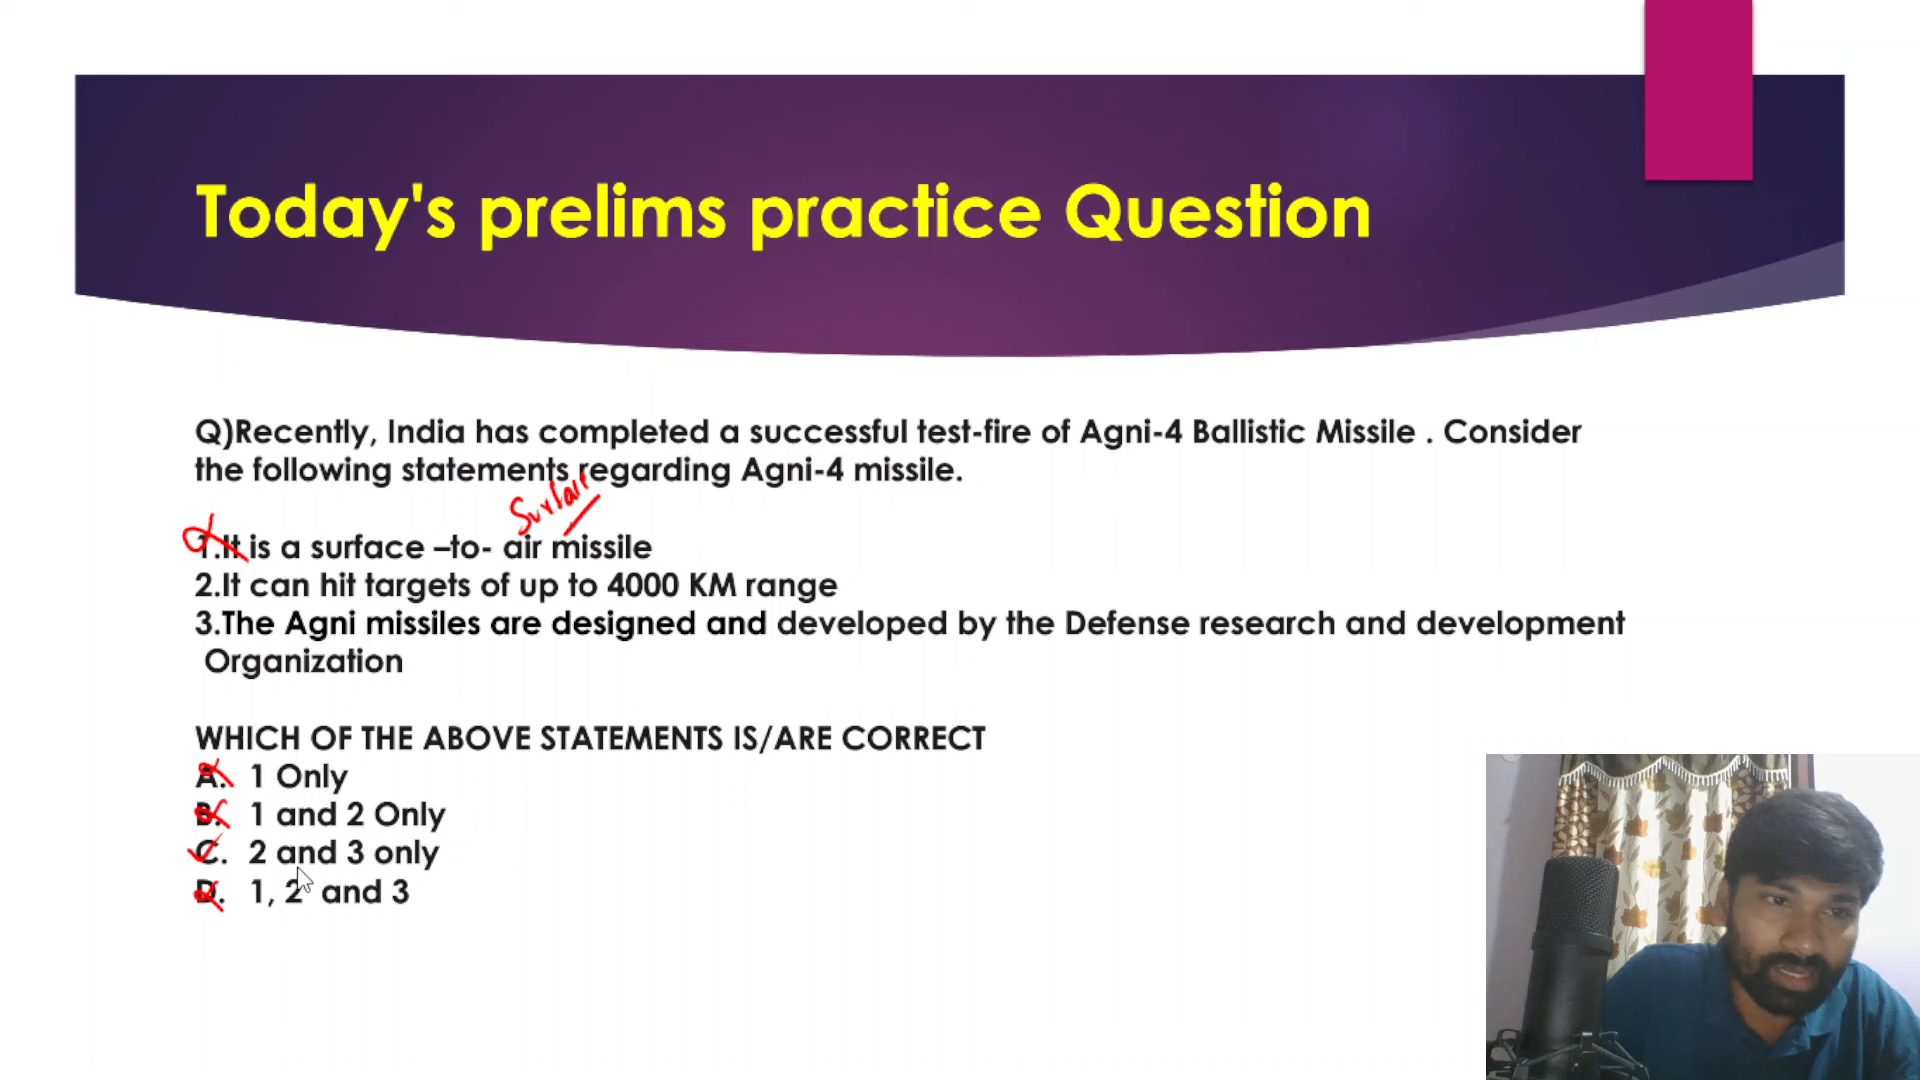 Today's prelims practice Question
Q)Recently, India has completed a successful test-fire of Agni-4 Ballistic Missile . Consider
the following statements regarding Agni-4 missile.
Surface
1.It is a surface –to- air missile
2.It can hit targets of up to 4000 KM range
3.The Agni missiles are designed and developed by the Defense research and development
Organization
WHICH OF THE ABOVE STATEMENTS IS/ARE CORRECT
A. 1 Only
B. 1 and 2 Only
C. 2 and 3 only
D. 1, 2 and 3